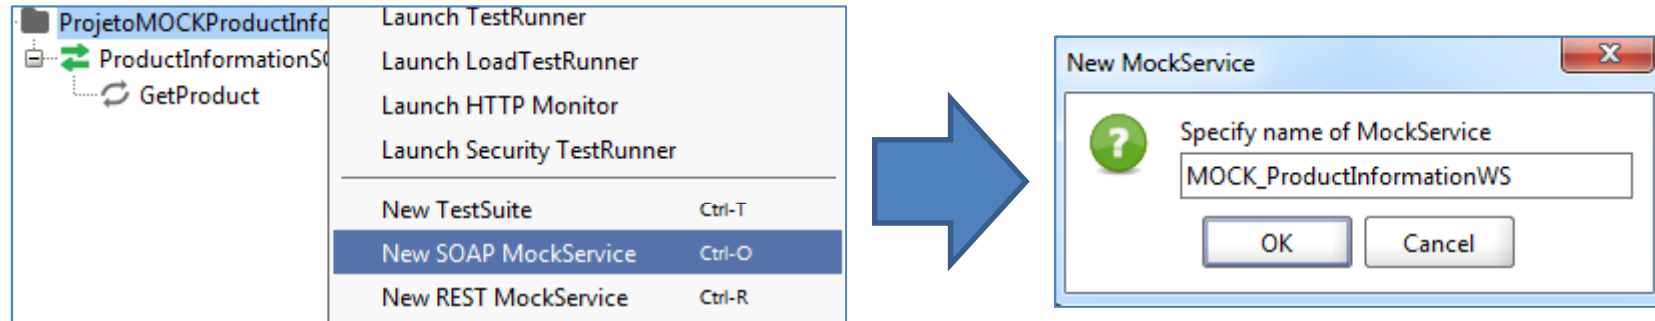 ProjetoMOCKProductInfo
ProductInformationS
GetProduct
Launch TestRunner
Launch LoadTestRunner
Launch HTTP Monitor
Launch Security TestRunner
New TestSuite Ctrl-T
New SOAP MockService Ctrl-O
New REST MockService Ctrl-R
New MockService
X
?
Specify name of MockService
MOCK_ProductInformationWS
OK Cancel